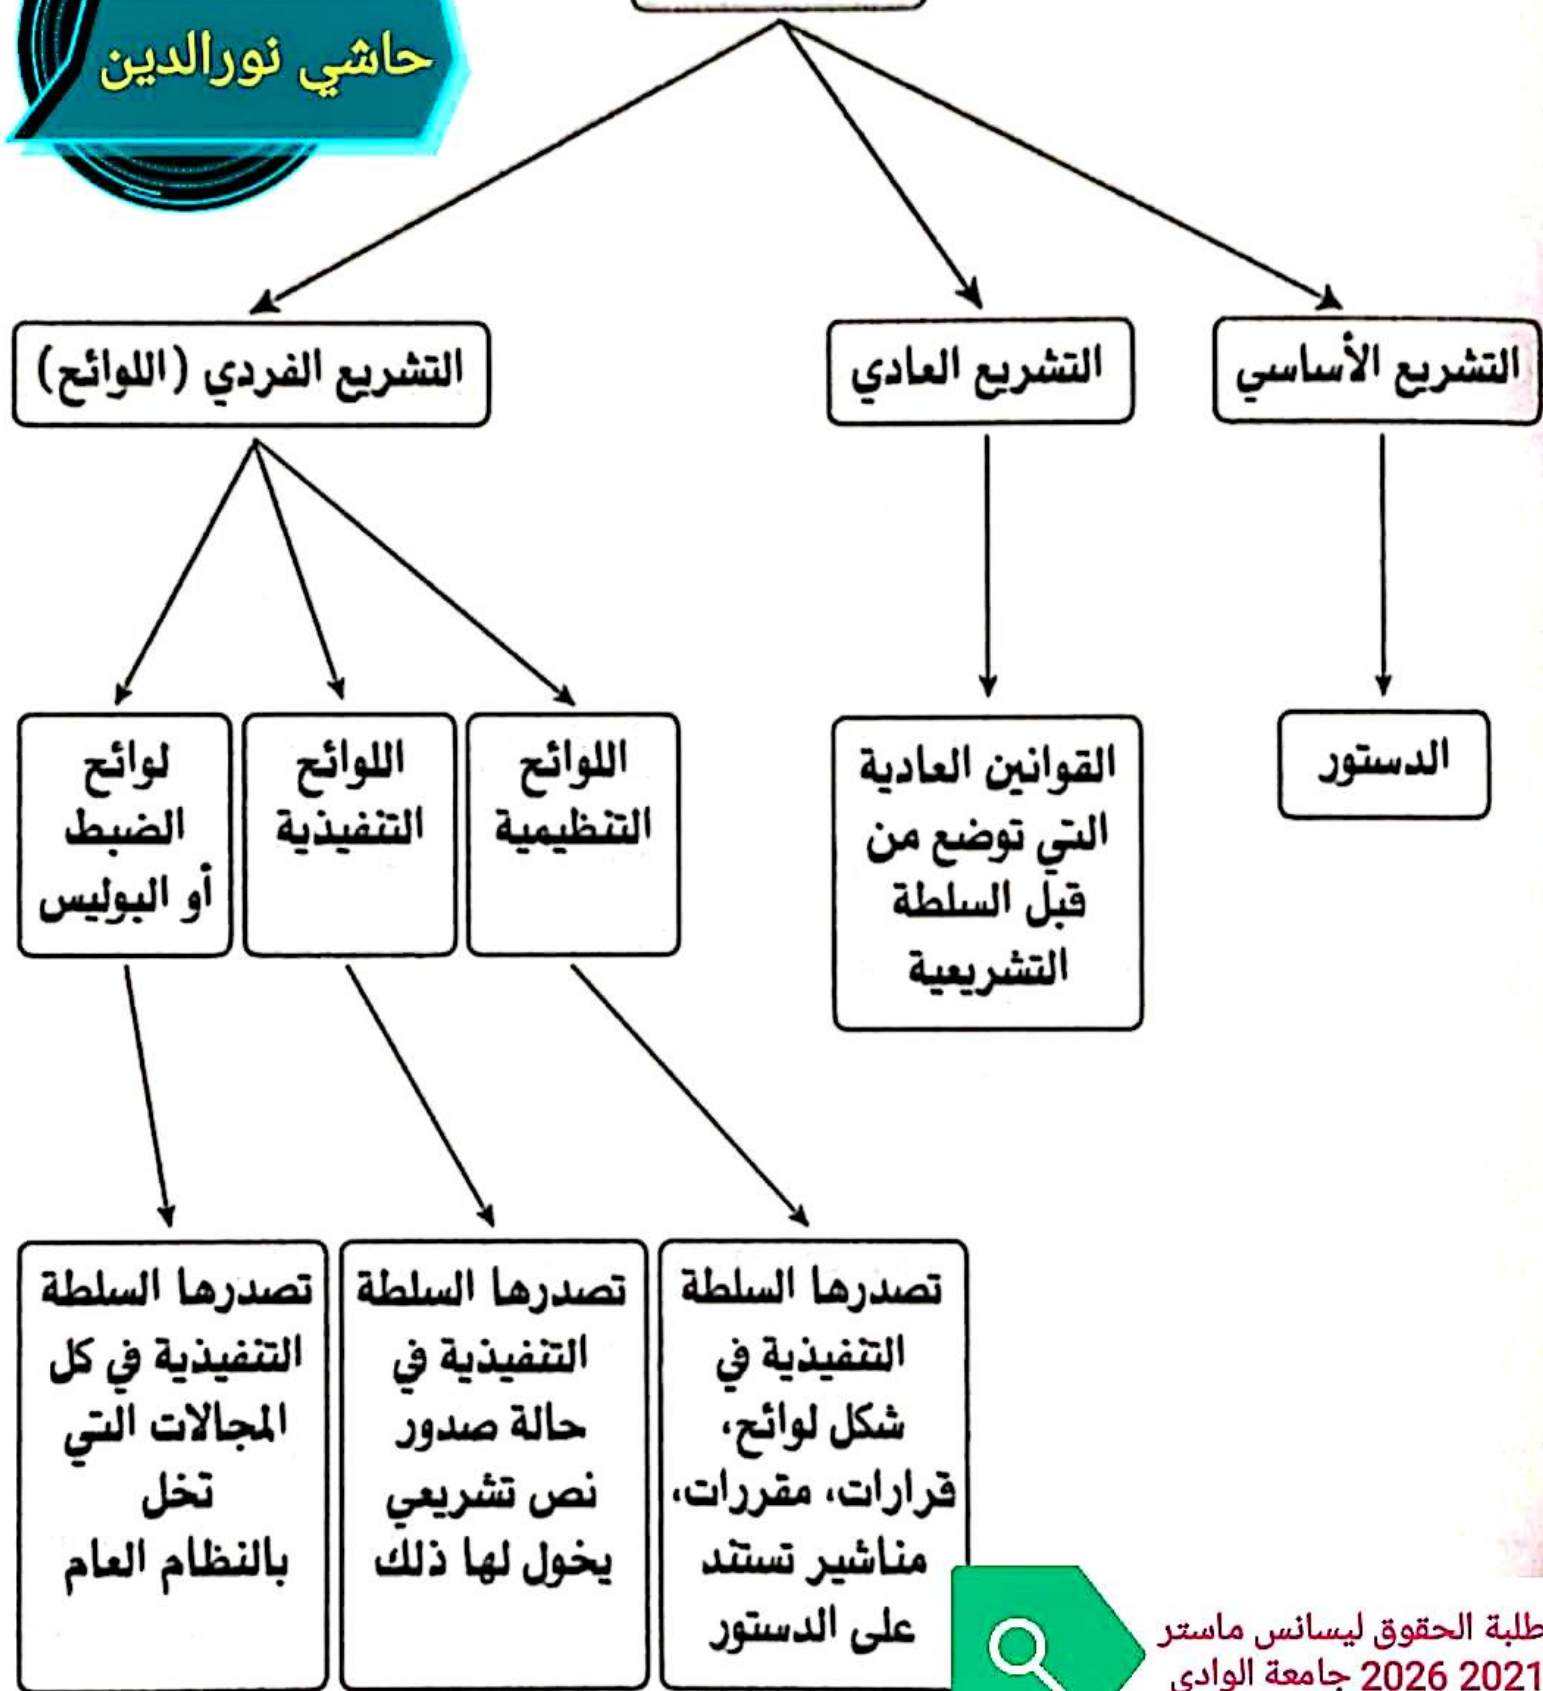 حاشي نورالدين
التشريع الأساسي
التشريع العادي
التشريع الفردي (اللوائح)
الدستور
القوانين العادية
التي توضع من
قبل السلطة
التشريعية
اللوائح
التنظيمية
اللوائح
التنفيذية
لوائح
الضبط
أو البوليس
تصدرها السلطة
التنفيذية في
شكل لوائح،
قرارات، مقررات،
مناشير تستند
على الدستور
تصدرها السلطة
التنفيذية في
حالة صدور
نص تشريعي
يخول لها ذلك
تصدرها السلطة
التنفيذية في كل
المجالات التي
تخل
بالنظام العام
طلبة الحقوق ليسانس ماستر
2021 2026 جامعة الوادي